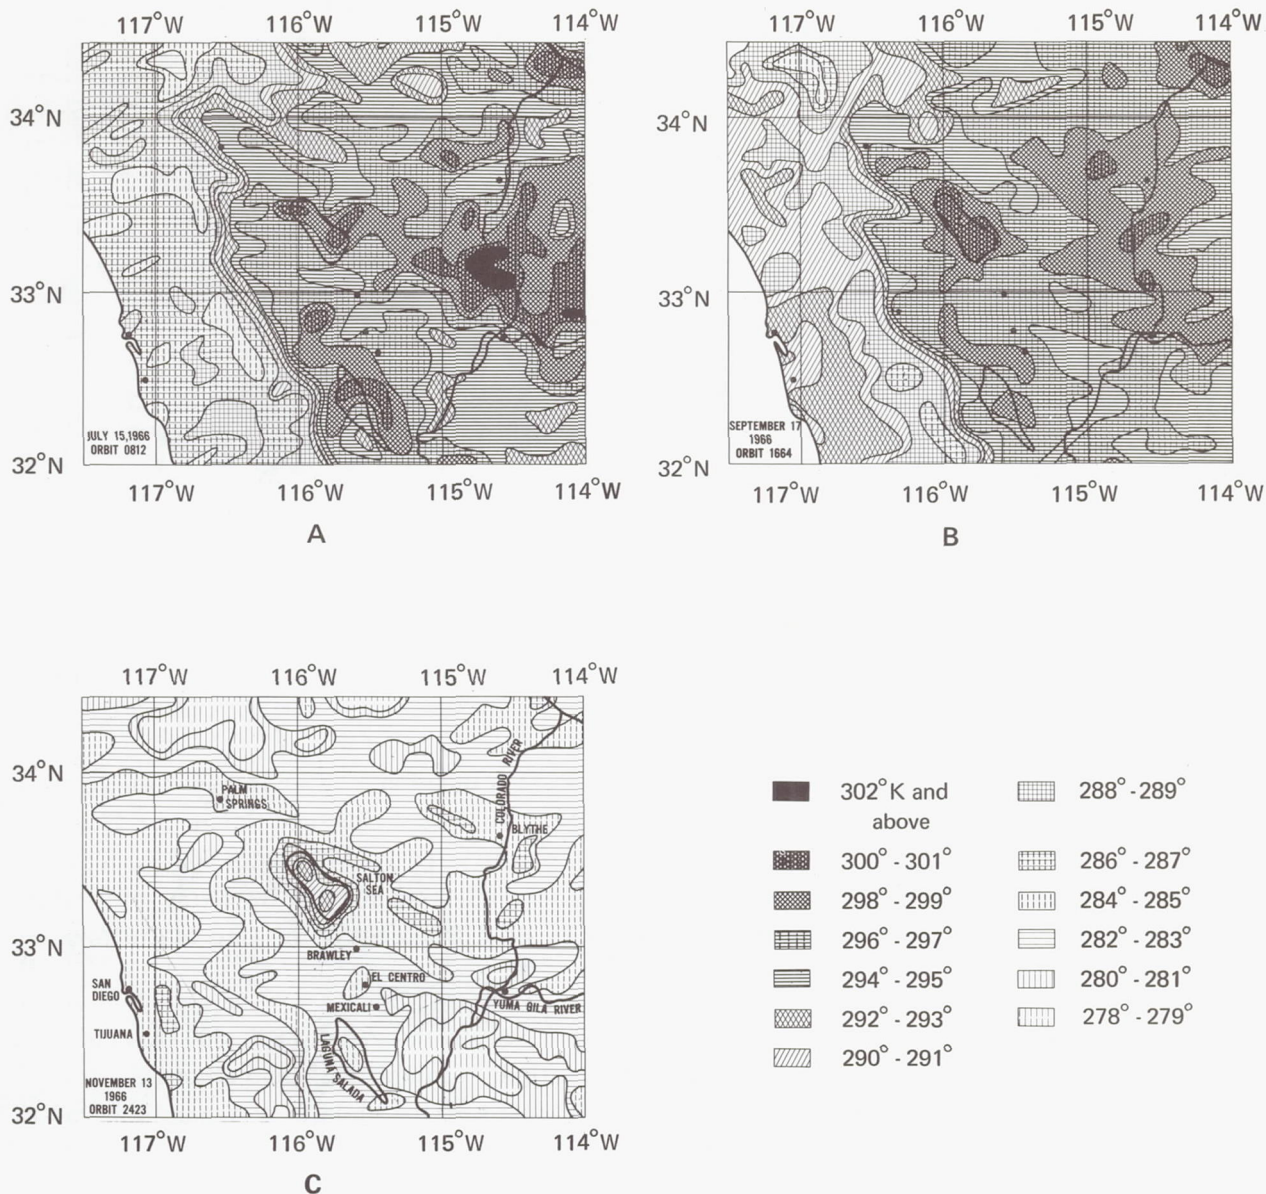 117°W 116°W 115°W 114°W
34°N
33°N
32°N
JULY 15,1966
ORBIT 0812
117°W 116°W 115°W 114°W
A
117°W 116°W 115°W 114°W
34°N
33°N
32°N
SEPTEMBER 17
1966
ORBIT 1664
117°W 116°W 115°W 114°W
B
117°W 116°W 115°W 114°W
34°N
33°N
32°N
COLORADO RIVER
PALM
SPRINGS
BLYTHE
SALTON
SEA
BRAWLEY
EL CENTRO
SAN
DIEGO
MEXICALI
YUMA GILA RIVER
TIJUANA
LAGUNA SALADA
NOVEMBER 13
1966
ORBIT 2423
117°W 116°W 115°W 114°W
C
302°K and
above
300° - 301°
298° - 299°
296° - 297°
294° - 295°
292° - 293°
290° - 291°
288° - 289°
286° - 287°
284° - 285°
282° - 283°
280° - 281°
278° - 279°